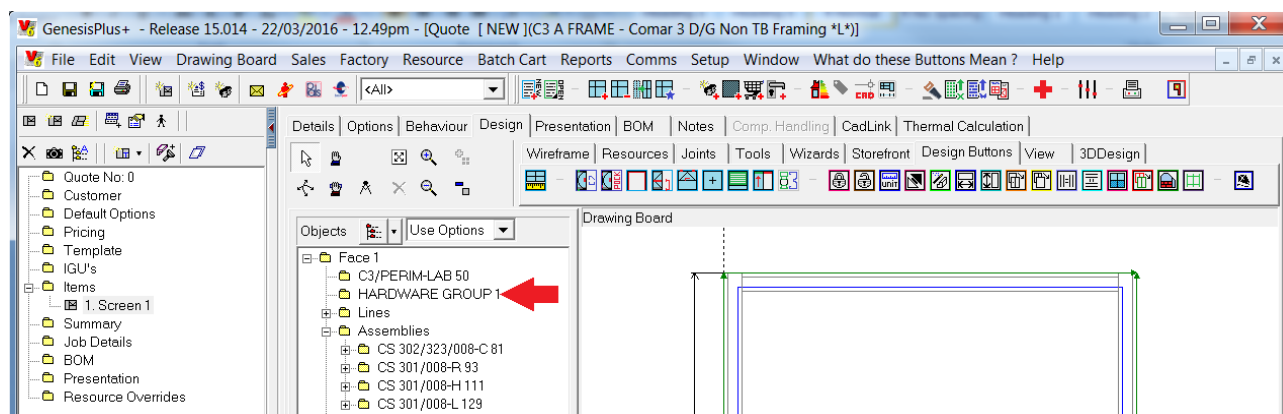 GenesisPlus+ - Release 15.014 - 22/03/2016 - 12.49pm - [Quote [ NEW ](C3 A FRAME - Comar 3 D/G Non TB Framing *L*)]
File Edit View Drawing Board Sales Factory Resource Batch Cart Reports Comms Setup Window What do these Buttons Mean ? Help
<All>
Details Options Behaviour Design Presentation BOM Notes Comp. Handling CadLink Thermal Calculation
Wireframe Resources Joints Tools Wizards Storefront Design Buttons View 3DDesign
Quote No: 0
Customer
Default Options
Pricing
Template
IGU's
Items
1. Screen 1
Summary
Job Details
BOM
Presentation
Resource Overrides
Objects Use Options
Face 1
C3/PERIM-LAB 50
HARDWARE GROUP 1
Lines
Assemblies
CS 302/323/008-C 81
CS 301/008-R 93
CS 301/008-H 111
CS 301/008-L 129
Drawing Board